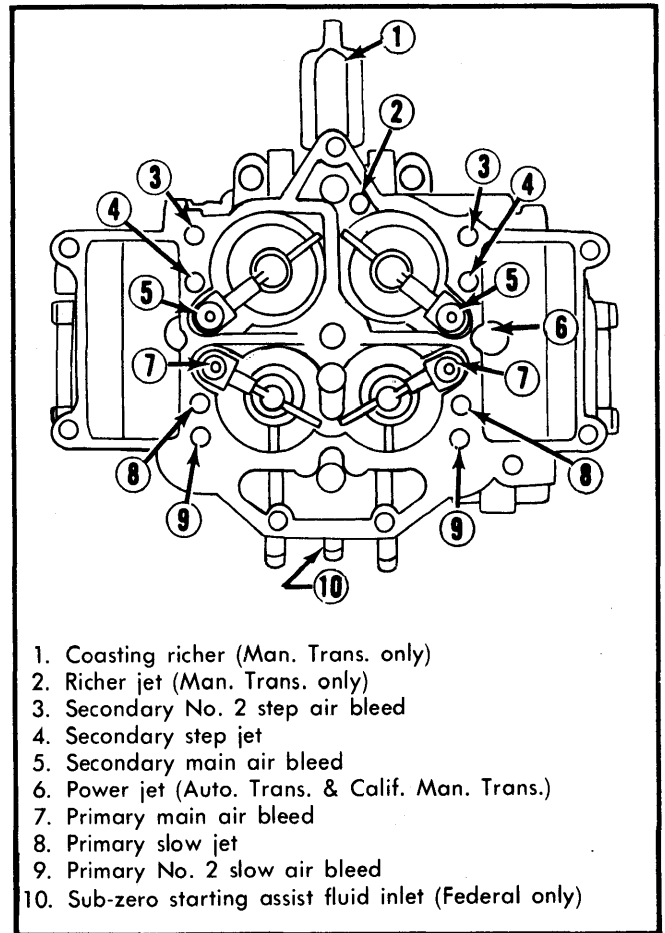 1
2
3
3
4
4
5
5
6
7
7
8
8
9
9
10
1. Coasting richer (Man. Trans. only)
2. Richer jet (Man. Trans. only)
3. Secondary No. 2 step air bleed
4. Secondary step jet
5. Secondary main air bleed
6. Power jet (Auto. Trans. & Calif. Man. Trans.)
7. Primary main air bleed
8. Primary slow jet
9. Primary No. 2 slow air bleed
10. Sub-zero starting assist fluid inlet (Federal only)